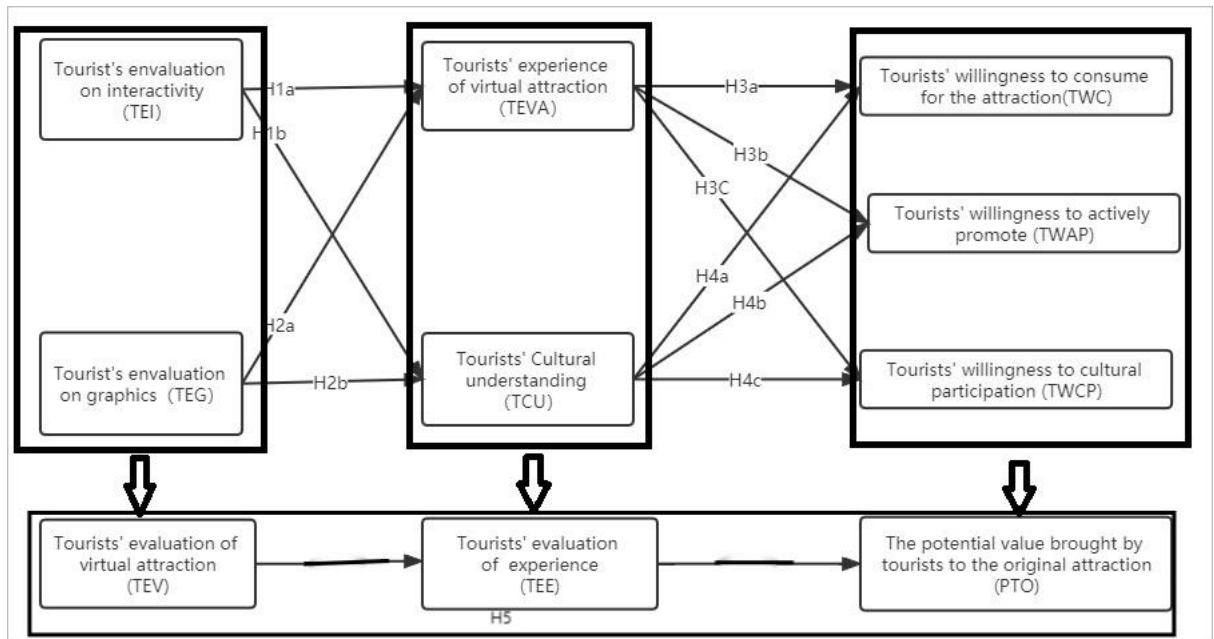 Tourist's envaluation
on interactivity
(TEI)
H1a
H1b
Tourists' experience
of virtual attraction
(TEVA)
H3a
H3b
H3C
Tourists' willingness to consume
for the attraction(TWC)
Tourists' willingness to actively
promote (TWAP)
Tourist's envaluation
on graphics (TEG)
H2a
H2b
Tourists' Cultural
understanding
(TCU)
H4a
H4b
H4c
Tourists' willingness to cultural
participation (TWCP)
Tourists' evaluation of
virtual attraction
(TEV)
Tourists' evaluation
of experience
(TEE)
The potential value brought by
tourists to the original attraction
(PTO)
H5